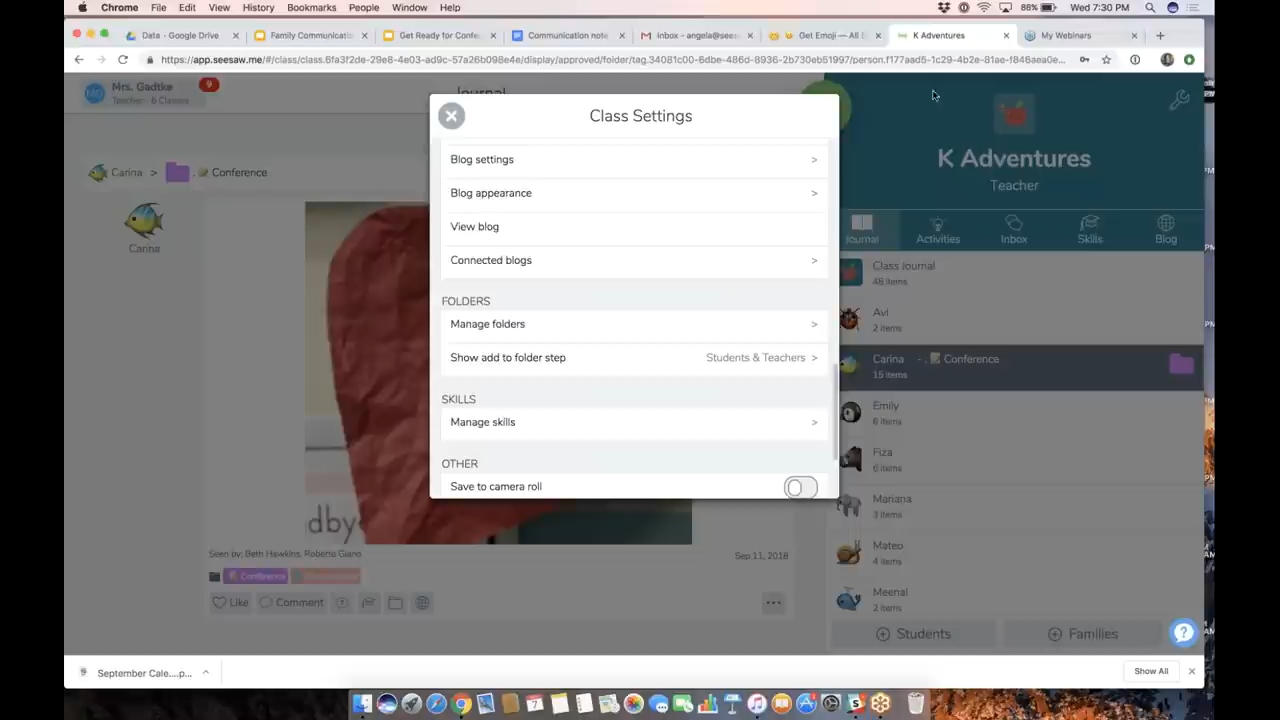 Chrome File Edit View History Bookmarks People Window Help 88% Wed 7:30 PM
Data - Google Drive Family Communicati Get Ready for Confe Communication note Inbox - angela@sees Get Emoji — All E K Adventures My Webinars
Mrs. Gadtke
9
Teacher · 6 Classes
Journal
Carina > . Conference
Carina
dby
Seen by: Beth Hawkins, Roberto Giano
Sep 11, 2018
Conference
Like Comment
Class Settings
Blog settings >
Blog appearance >
View blog
Connected blogs >
FOLDERS
Manage folders >
Show add to folder step Students & Teachers >
SKILLS
Manage skills >
OTHER
Save to camera roll
K Adventures
Teacher
Journal Activities Inbox Skills Blog
Class Journal
48 items
Avi
2 items
Carina - . Conference
15 items
Emily
6 items
Fiza
6 items
Mariana
3 items
Mateo
4 items
Meenal
2 items
Students Families
?
September Cale....p... Show All